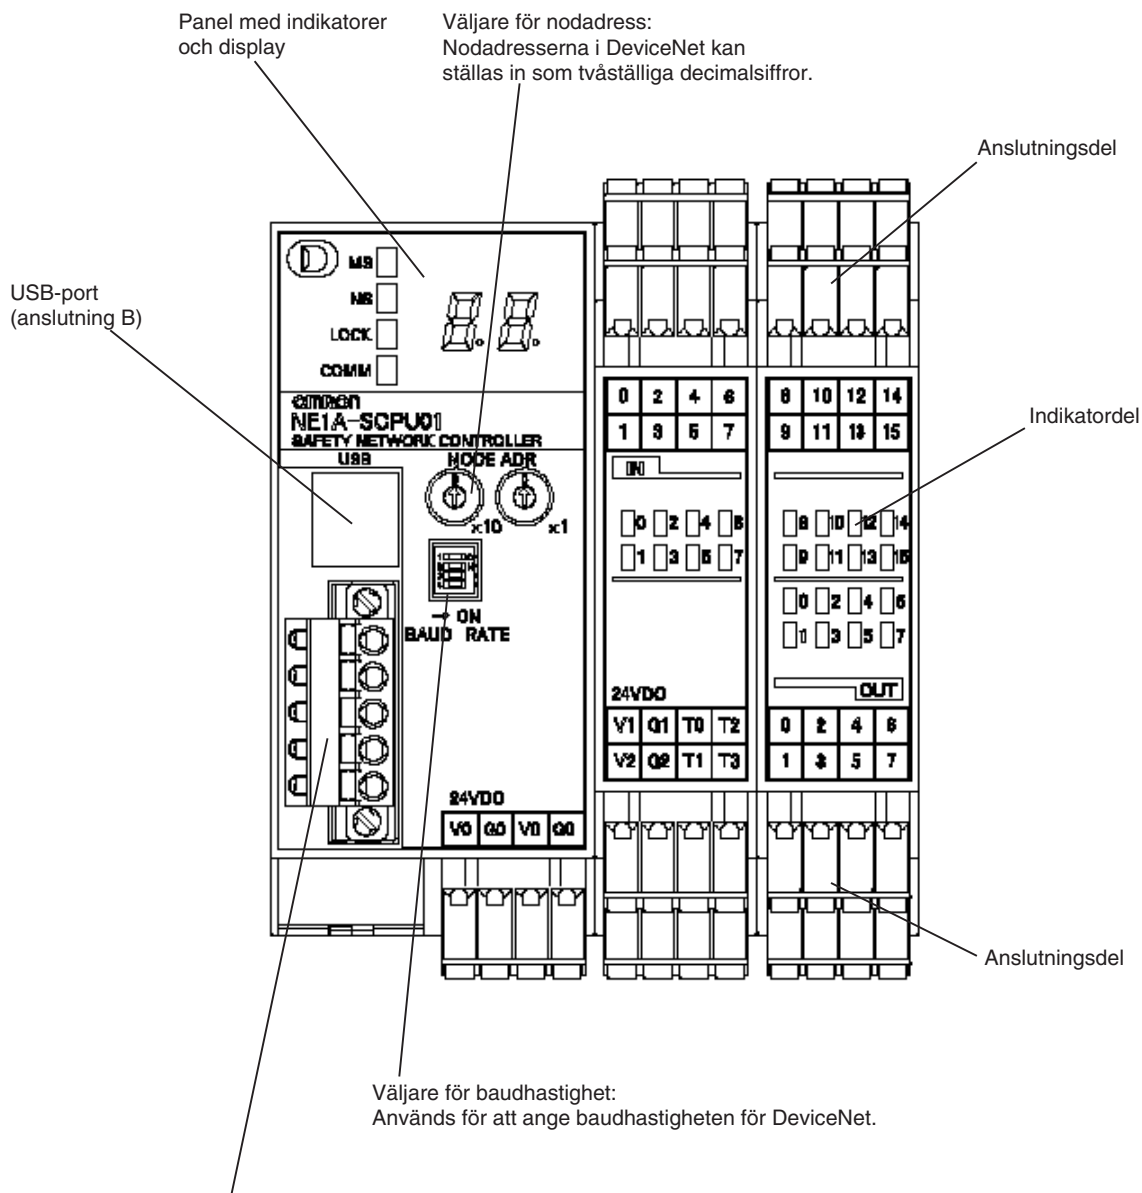 Panel med indikatorer
och display
Väljare för nodadress:
Nodadresserna i DeviceNet kan
ställas in som tvåställiga decimalsiffror.
Anslutningsdel
USB-port
(anslutning B)
MS
NS
LOCK
COMM
omron
NE1A-SCPU01
SAFETY NETWORK CONTROLLER
USB
NODE ADR
x10
x1
ON
BAUD RATE
24VDC
V0 G0 V0 G0
0 2 4 6
1 3 5 7
IN
0 2 4 6
1 3 5 7
24VDC
V1 G1 T0 T2
V2 G2 T1 T3
8 10 12 14
9 11 13 15
Indikatordel
8 10 12 14
9 11 13 15
0 2 4 6
1 3 5 7
OUT
0 2 4 6
1 3 5 7
Anslutningsdel
Väljare för baudhastighet:
Används för att ange baudhastigheten för DeviceNet.